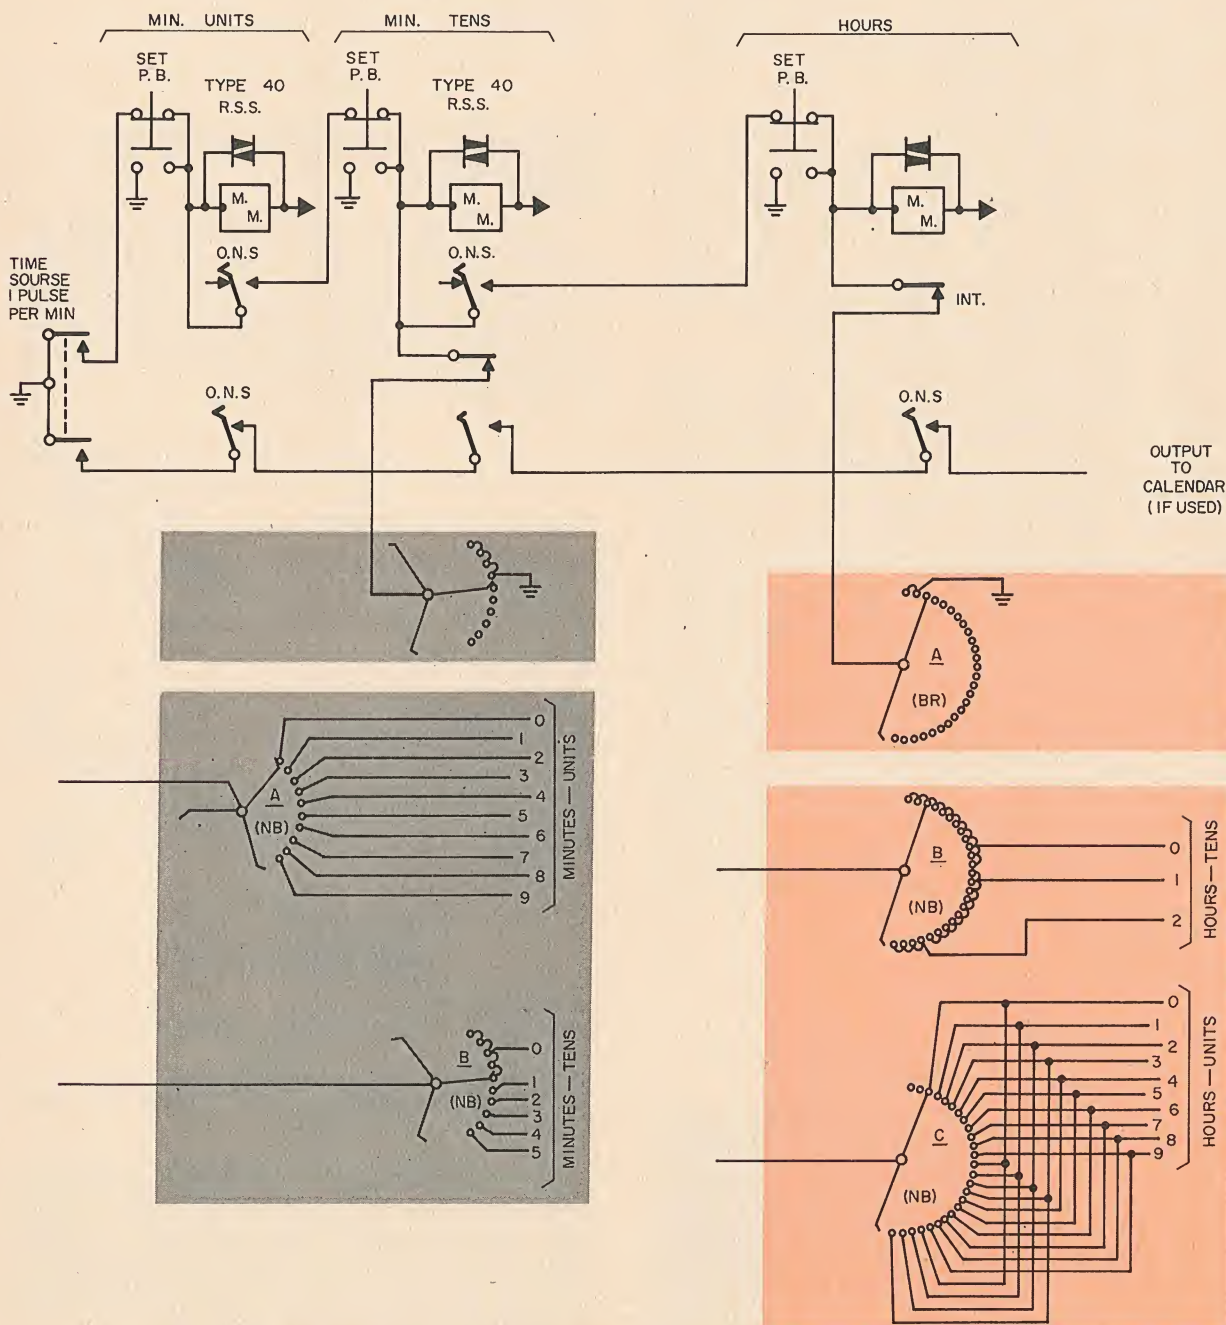 MIN. UNITS
MIN. TENS
HOURS
SET
P.B.
TYPE 40
R.S.S.
SET
P.B.
TYPE 40
R.S.S.
SET
P.B.
M.
M.
M.
M.
M.
M.
O.N.S
O.N.S.
TIME
SOURSE
1 PULSE
PER MIN
INT.
O.N.S
O.N.S
OUTPUT
TO
CALENDAR
(IF USED)
A
(BR)
A
(NB)
0
1
2
3
4
5
6
7
8
9
MINUTES — UNITS
B
(NB)
0
1
2
HOURS — TENS
B
(NB)
0
1
2
3
4
5
MINUTES — TENS
C
(NB)
0
1
2
3
4
5
6
7
8
9
HOURS — UNITS